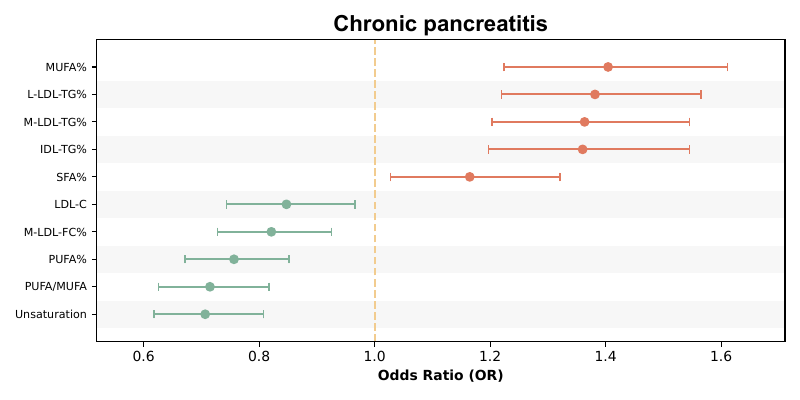 Chronic pancreatitis
MUFA%
L-LDL-TG%
M-LDL-TG%
IDL-TG%
SFA%
LDL-C
M-LDL-FC%
PUFA%
PUFA/MUFA
Unsaturation
0.6 0.8 1.0 1.2 1.4 1.6
Odds Ratio (OR)